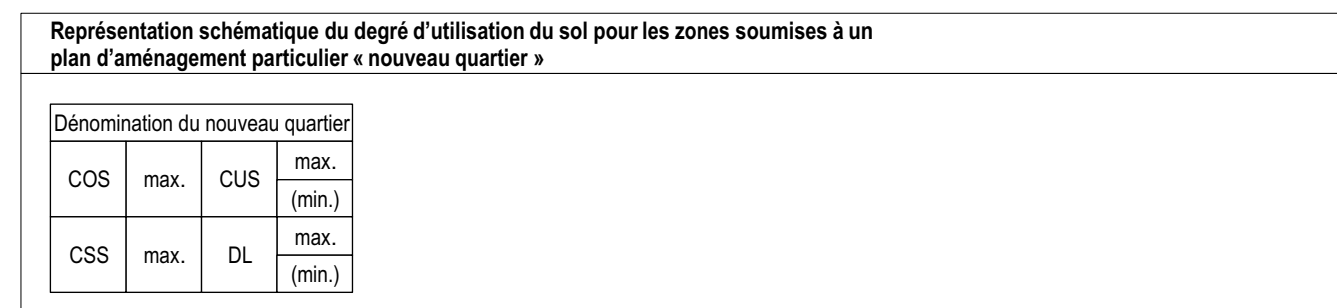 Représentation schématique du degré d’utilisation du sol pour les zones soumises à un
plan d’aménagement particulier « nouveau quartier »
Dénomination du nouveau quartier
COS max. CUS max.
(min.)
CSS max. DL max.
(min.)